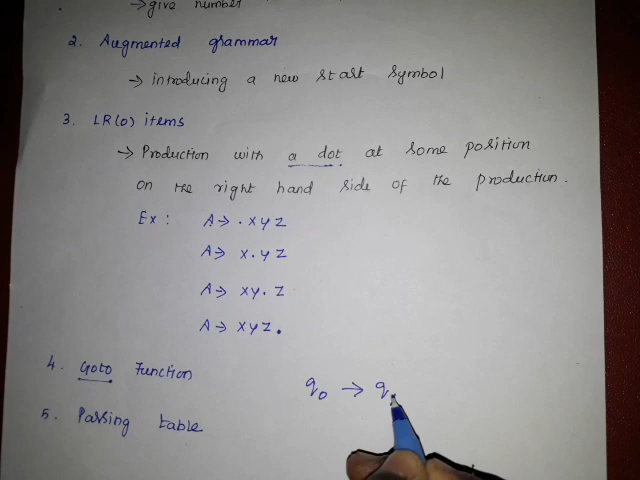 → give number
2. Augmented grammar
→ introducing a new start symbol
3. LR(0) items
→ Production with a dot at some position
on the right hand side of the production.
Ex: A → ·XYZ
A → X·YZ
A → XY·Z
A → XYZ.
4. Goto Function
q0 → q
5. Parsing table